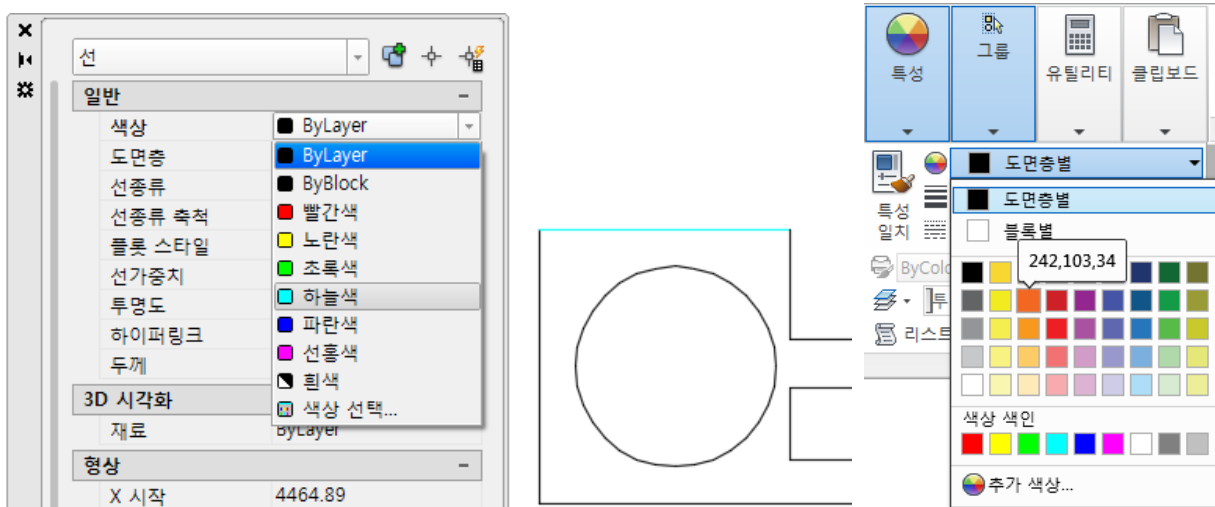 선
일반
색상 ByLayer
도면층 ByLayer
선종류 ByBlock
선종류 축척 빨간색
플롯 스타일 노란색
선가중치 초록색
투명도 하늘색
하이퍼링크 파란색
두께 선홍색
흰색
3D 시각화 색상 선택...
재료 ByLayer
형상
X 시작 4464.89
특성
그룹
유틸리티
클립보드
도면층별
도면층별
특성
일치
블록별
242,103,34
ByColo
투
리스트
색상 색인
추가 색상...